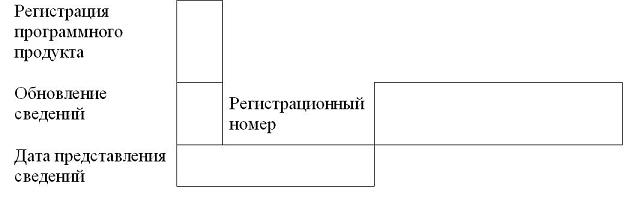 Регистрация
программного
продукта
Обновление
сведений
Регистрационный
номер
Дата представления
сведений